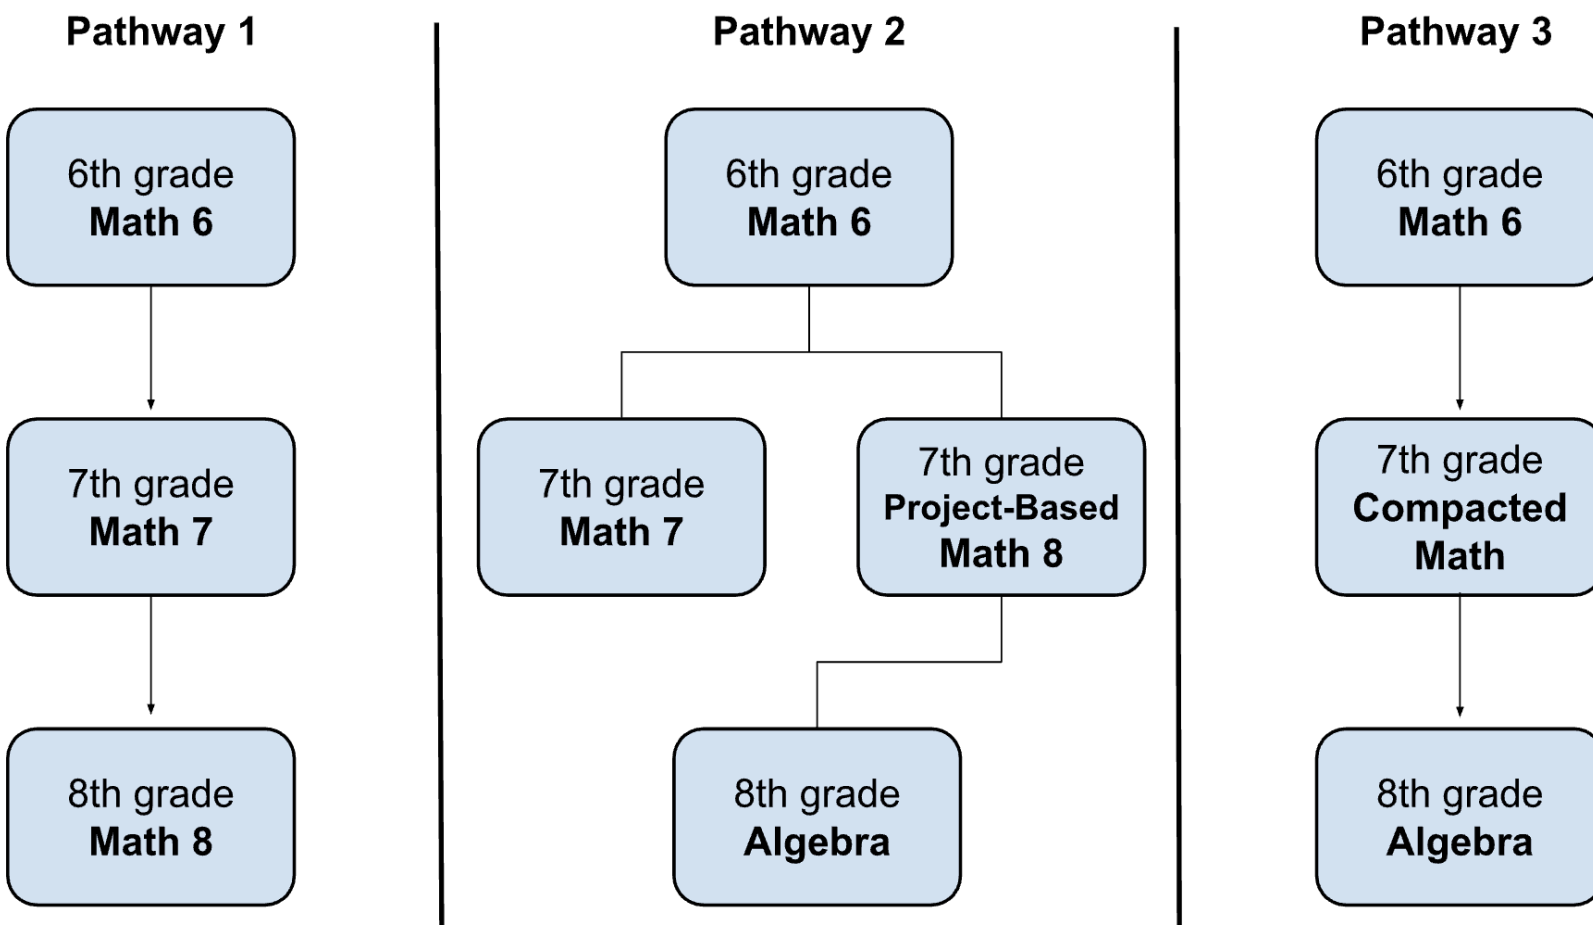 Pathway 1
6th grade
Math 6
7th grade
Math 7
8th grade
Math 8
Pathway 2
6th grade
Math 6
7th grade
Math 7
7th grade
Project-Based
Math 8
8th grade
Algebra
Pathway 3
6th grade
Math 6
7th grade
Compacted
Math
8th grade
Algebra